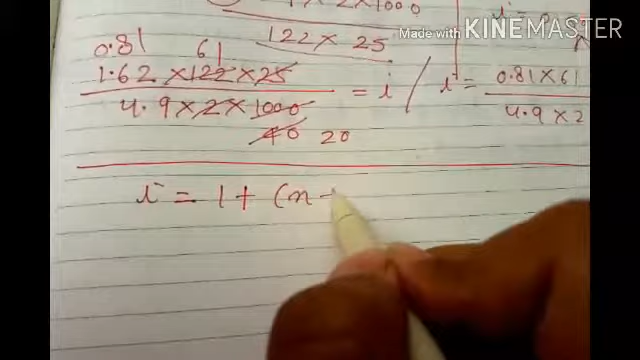 1 × 2 × 1000
122 × 25
Made with KINEMASTER
0.81 61
1.62 × 122 × 25 = i / i = 0.81 × 61
4.9 × 2 × 1000 4.9 × 2
40 20
i = 1 + (n -